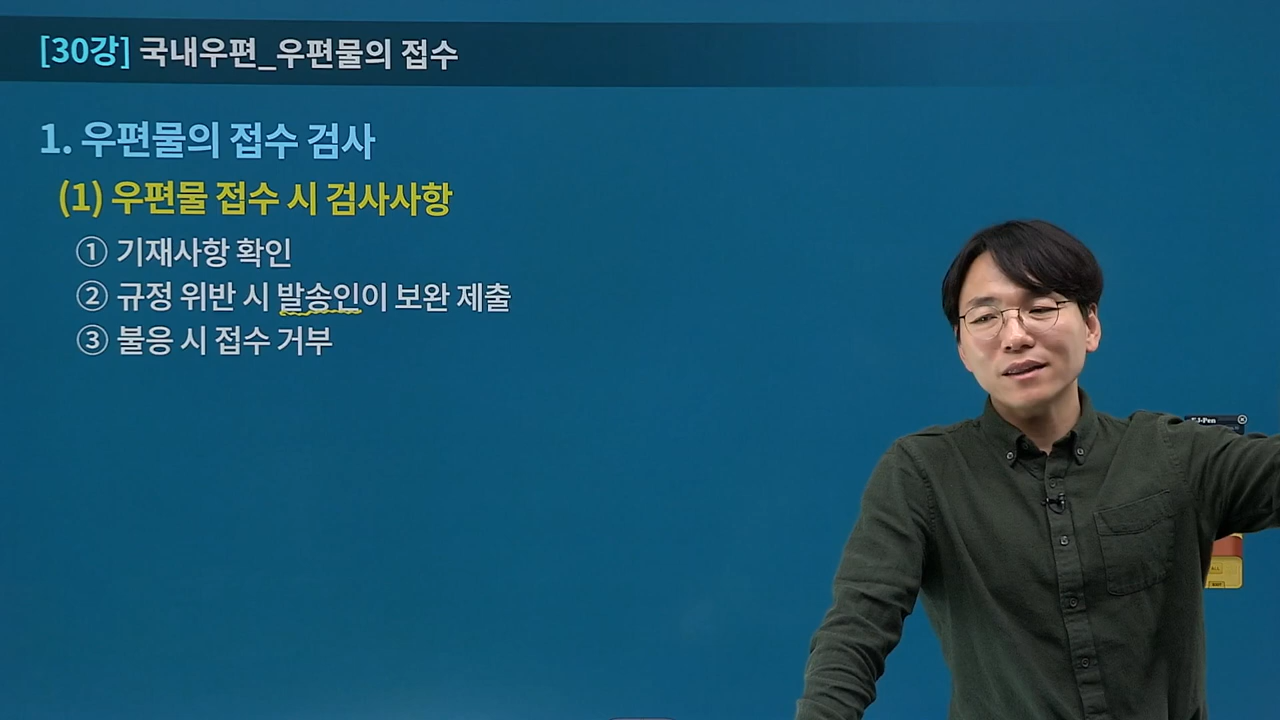 [30강] 국내우편_우편물의 접수
1. 우편물의 접수 검사
(1) 우편물 접수 시 검사사항
① 기재사항 확인
② 규정 위반 시 발송인이 보완 제출
③ 불응 시 접수 거부